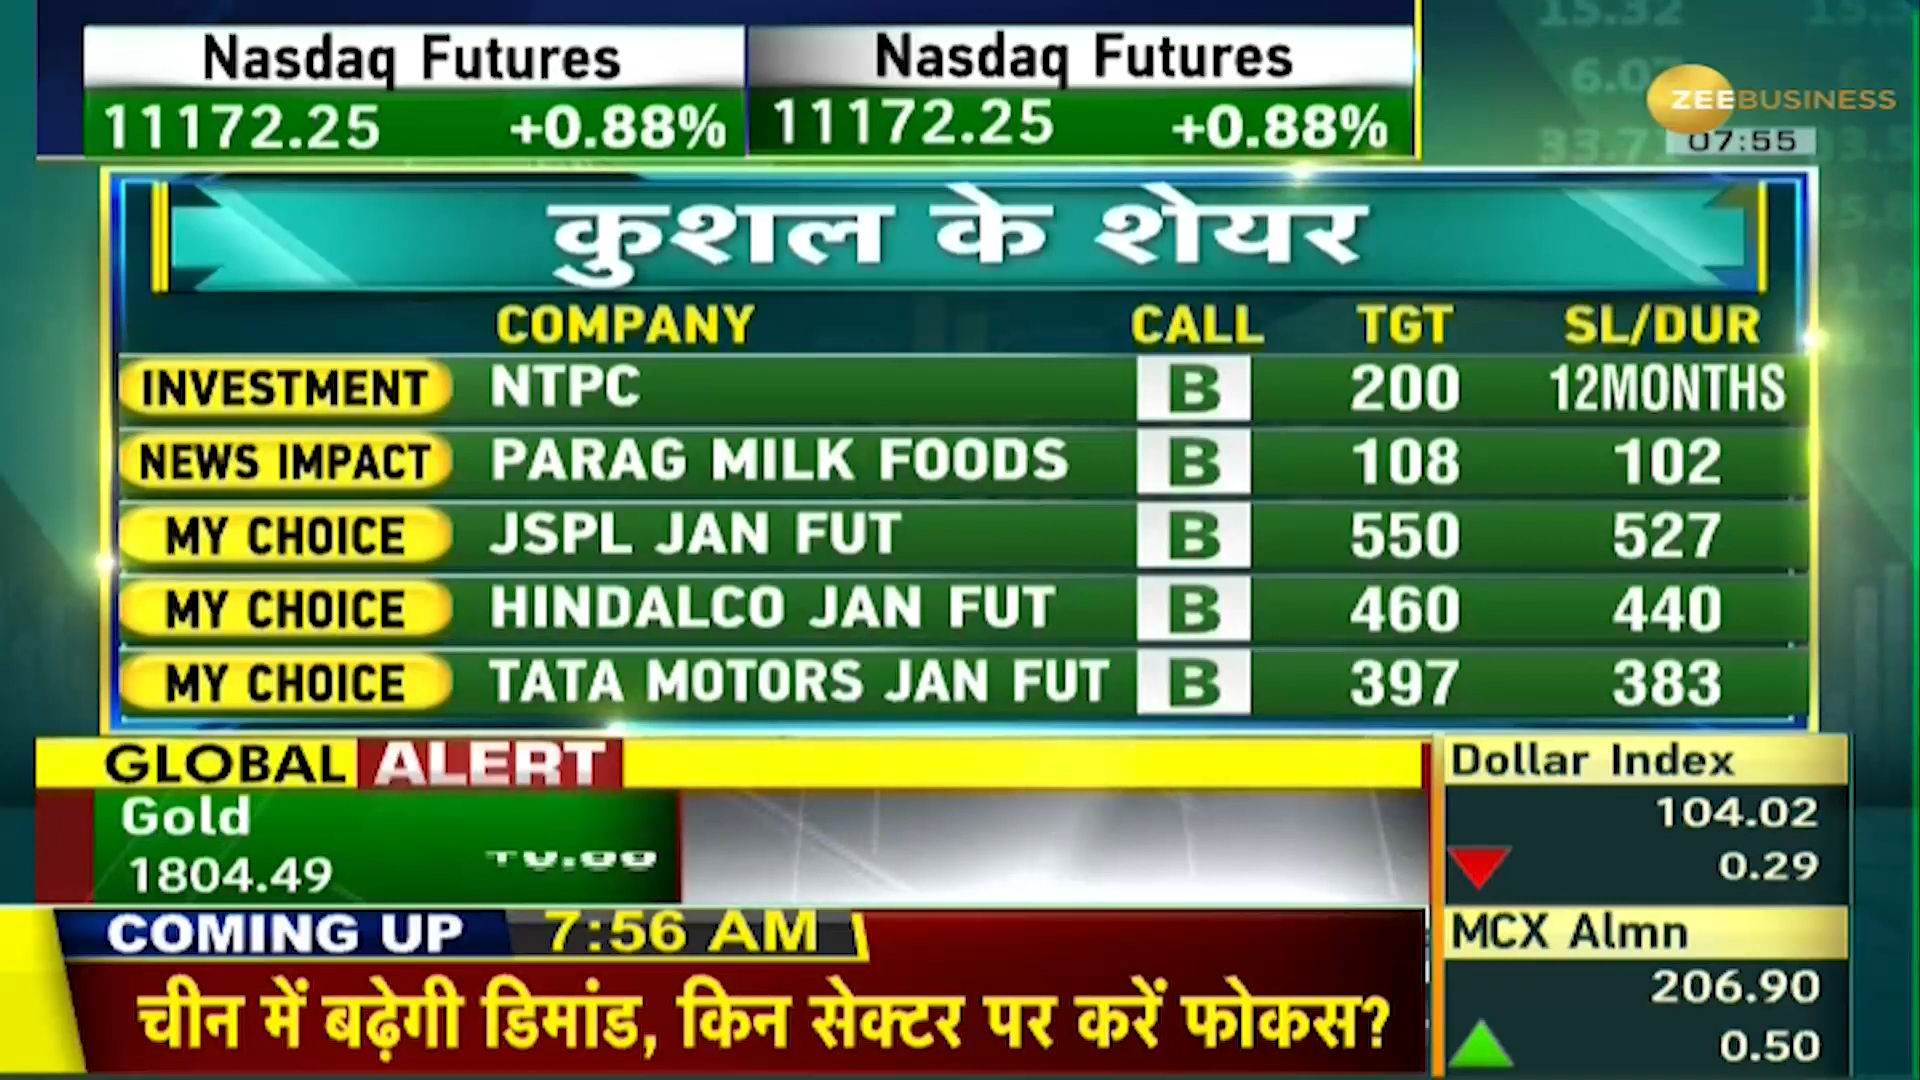 Nasdaq Futures Nasdaq Futures
11172.25 +0.88% 11172.25 +0.88%
ZEEBUSINESS
07:55
कुशल के शेयर
COMPANY CALL TGT SL/DUR
INVESTMENT NTPC B 200 12MONTHS
NEWS IMPACT PARAG MILK FOODS B 108 102
MY CHOICE JSPL JAN FUT B 550 527
MY CHOICE HINDALCO JAN FUT B 460 440
MY CHOICE TATA MOTORS JAN FUT B 397 383
GLOBAL ALERT
Gold
1804.49
Dollar Index
104.02
0.29
COMING UP 7:56 AM
चीन में बढ़ेगी डिमांड, किन सेक्टर पर करें फोकस?
MCX Almn
206.90
0.50